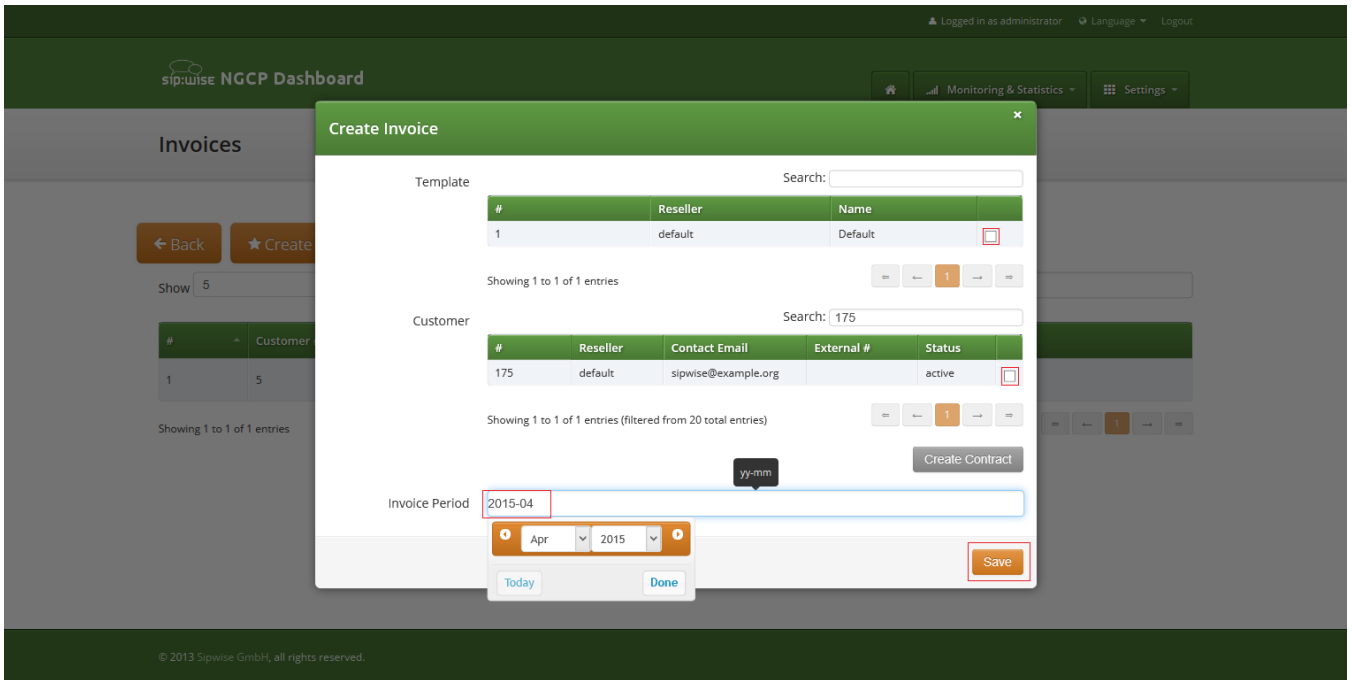 Logged in as administrator Language Logout
sip:wise NGCP Dashboard
Monitoring & Statistics Settings
Create Invoice ×
Invoices
Template Search:
# Reseller Name
1 default Default
Back Create
Showing 1 to 1 of 1 entries ⇐ ← 1 → ⇒
Show 5
Customer Search: 175
# Reseller Contact Email External # Status
# Customer
175 default sipwise@example.org active
1 5
Showing 1 to 1 of 1 entries (filtered from 20 total entries) ⇐ ← 1 → ⇒
Showing 1 to 1 of 1 entries ⇐ ← 1 → ⇒
Create Contract
yy-mm
Invoice Period 2015-04
Apr 2015
Save
Today Done
© 2013 Sipwise GmbH, all rights reserved.